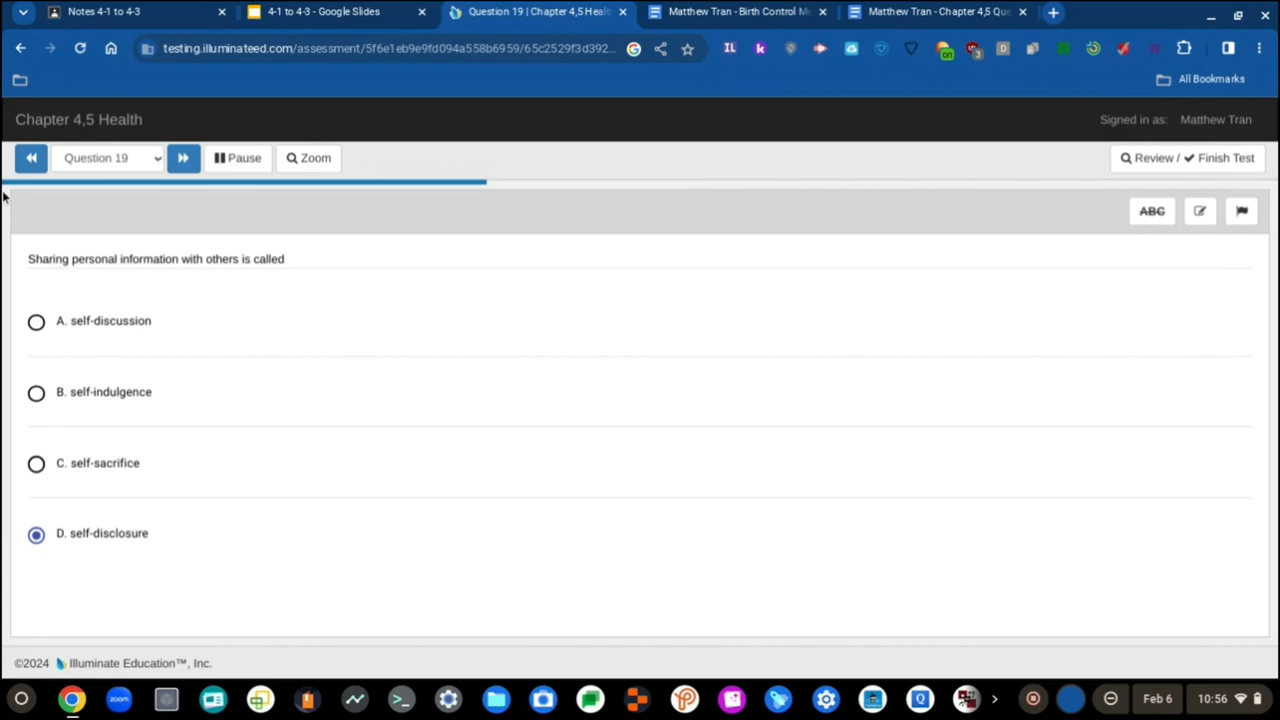 Notes 4-1 to 4-3
4-1 to 4-3 - Google Slides
Question 19 | Chapter 4,5 Heal
Matthew Tran - Birth Control M
Matthew Tran - Chapter 4,5 Que
testing.illuminateed.com/assessment/5f6e1eb9e9fd094a558b6959/65c2529f3d392...
All Bookmarks
Chapter 4,5 Health
Signed in as: Matthew Tran
Question 19
Pause
Zoom
Review / Finish Test
ABC
Sharing personal information with others is called
A. self-discussion
B. self-indulgence
C. self-sacrifice
D. self-disclosure
©2024 Illuminate Education™, Inc.
zoom
Feb 6
10:56